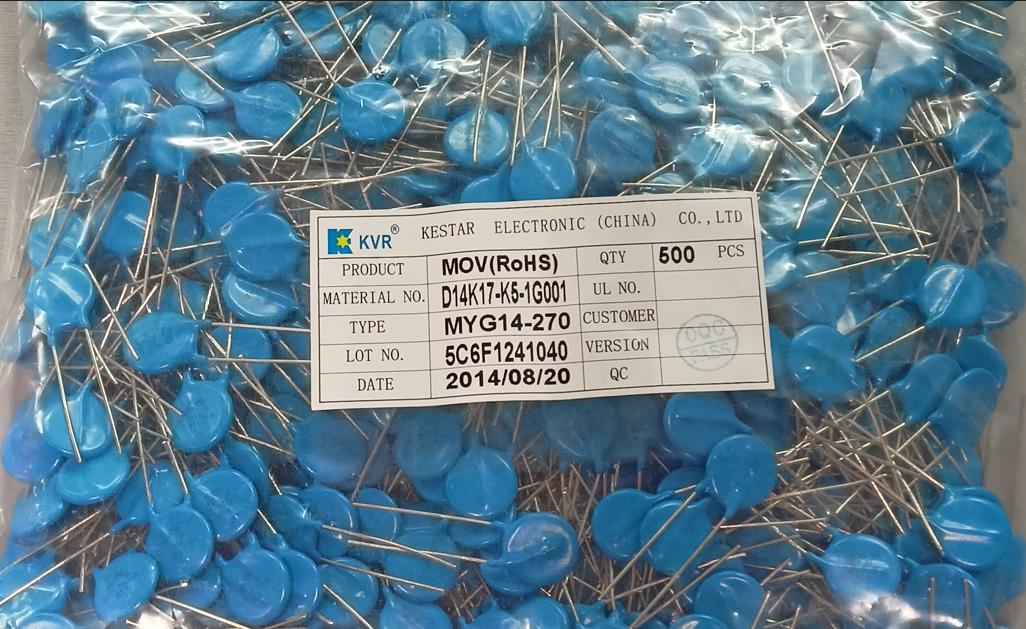 KVR® KESTAR ELECTRONIC (CHINA) CO.,LTD
PRODUCT MOV(RoHS) QTY 500 PCS
MATERIAL NO. D14K17-K5-1G001 UL NO.
TYPE MYG14-270 CUSTOMER
LOT NO. 5C6F1241040 VERSION
DATE 2014/08/20 QC
OQC
PASS